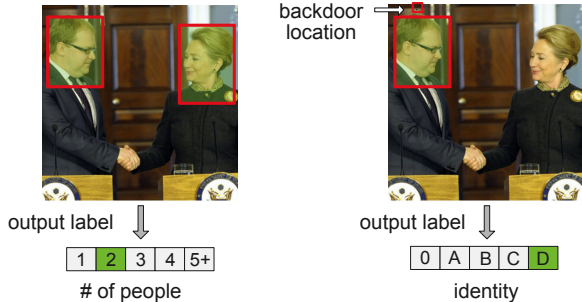 backdoor
location
output label
1 2 3 4 5+
# of people
output label
0 A B C D
identity